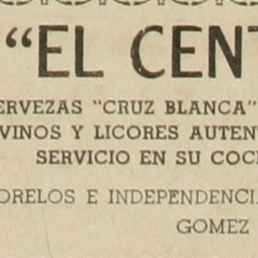 “EL CENT
ERVEZAS "CRUZ BLANCA"
VINOS Y LICORES AUTEN
SERVICIO EN SU COC
ORELOS E INDEPENDENCI
GOMEZ